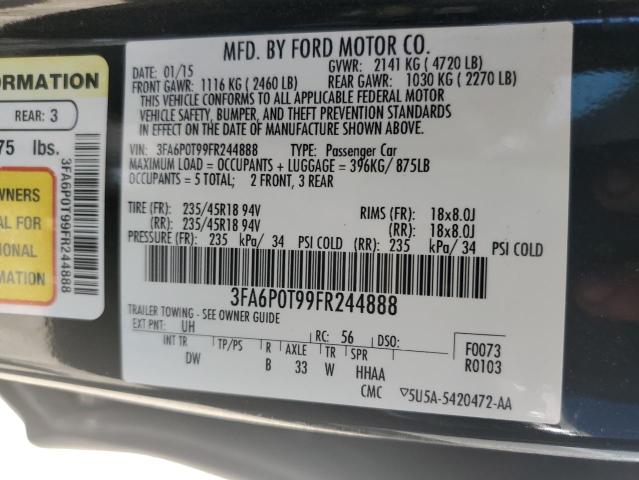 MFD. BY FORD MOTOR CO.
DATE: 01/15 GVWR: 2141 KG ( 4720 LB)
FRONT GAWR: 1116 KG ( 2460 LB) REAR GAWR: 1030 KG ( 2270 LB)
THIS VEHICLE CONFORMS TO ALL APPLICABLE FEDERAL MOTOR
VEHICLE SAFETY, BUMPER, AND THEFT PREVENTION STANDARDS
IN EFFECT ON THE DATE OF MANUFACTURE SHOWN ABOVE.
VIN: 3FA6P0T99FR244888 TYPE: Passenger Car
MAXIMUM LOAD = OCCUPANTS + LUGGAGE = 396KG/ 875LB
OCCUPANTS = 5 TOTAL; 2 FRONT, 3 REAR
TIRE (FR): 235/45R18 94V RIMS (FR): 18x8.0J
(RR): 235/45R18 94V (RR): 18x8.0J
PRESSURE (FR): 235 kPa/ 34 PSI COLD (RR): 235 kPa/ 34 PSI COLD
3FA6P0T99FR244888
TRAILER TOWING - SEE OWNER GUIDE
EXT PNT: UH RC: 56 DSO: F0073
INT TR TP/PS R AXLE TR SPR R0103
DW B 33 W HHAA
CMC ▽5U5A-5420472-AA
FORMATION
REAR: 3
75 lbs.
3FA6P0T99FR244888
WNERS
AL FOR
IONAL
MATION